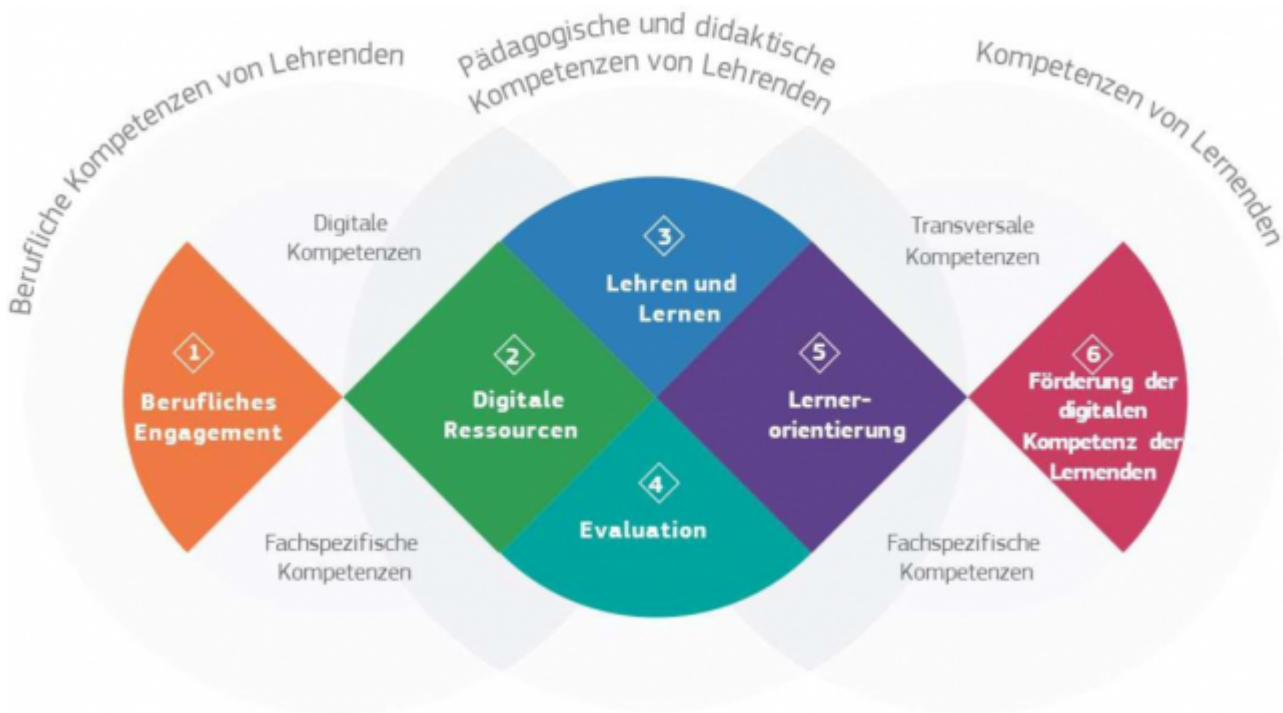 Berufliche Kompetenzen von Lehrenden
Pädagogische und didaktische
Kompetenzen von Lehrenden
Kompetenzen von Lernenden
Digitale
Kompetenzen
Transversale
Kompetenzen
1
Berufliches
Engagement
2
Digitale
Ressourcen
3
Lehren und
Lernen
4
Evaluation
5
Lerner-
orientierung
6
Förderung der
digitalen
Kompetenz der
Lernenden
Fachspezifische
Kompetenzen
Fachspezifische
Kompetenzen